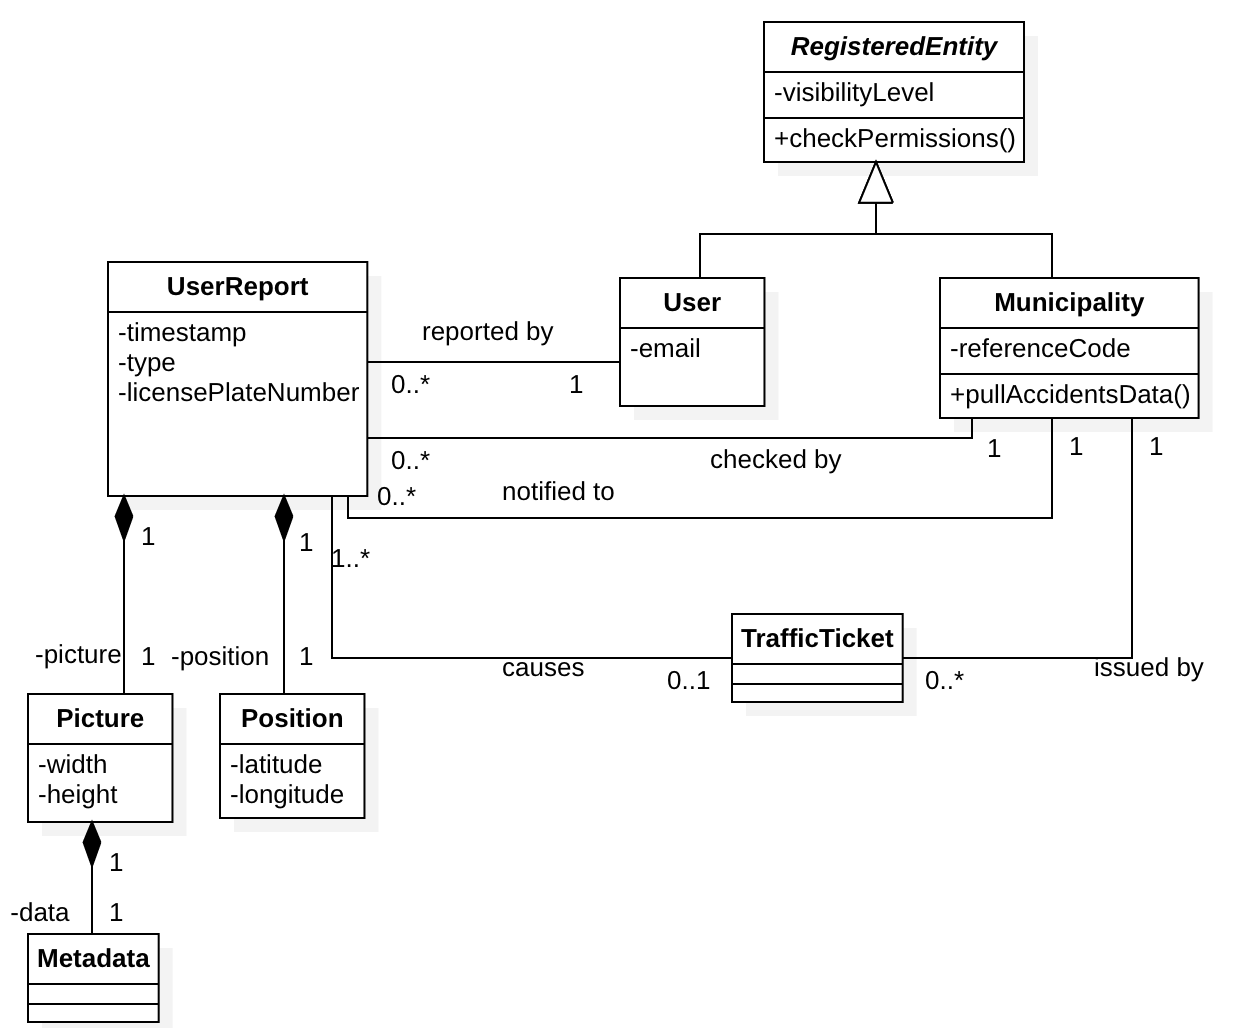 RegisteredEntity
-visibilityLevel
+checkPermissions()
UserReport
-timestamp
-type
-licensePlateNumber
reported by
0..*
1
User
-email
Municipality
-referenceCode
+pullAccidentsData()
0..*
checked by
1
1
1
0..*
notified to
1
1
1..*
-picture
1
-position
1
causes
0..1
TrafficTicket
0..*
issued by
Picture
-width
-height
Position
-latitude
-longitude
1
-data
1
Metadata